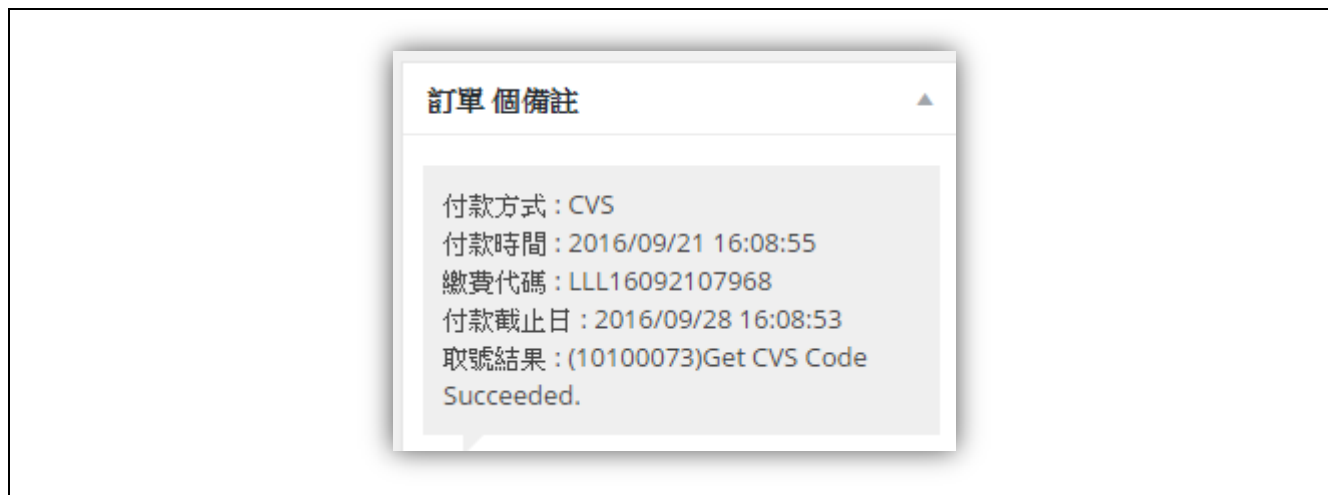 訂單 個備註
付款方式 : CVS
付款時間 : 2016/09/21 16:08:55
繳費代碼 : LLL16092107968
付款截止日 : 2016/09/28 16:08:53
取號結果 : (10100073)Get CVS Code
Succeeded.